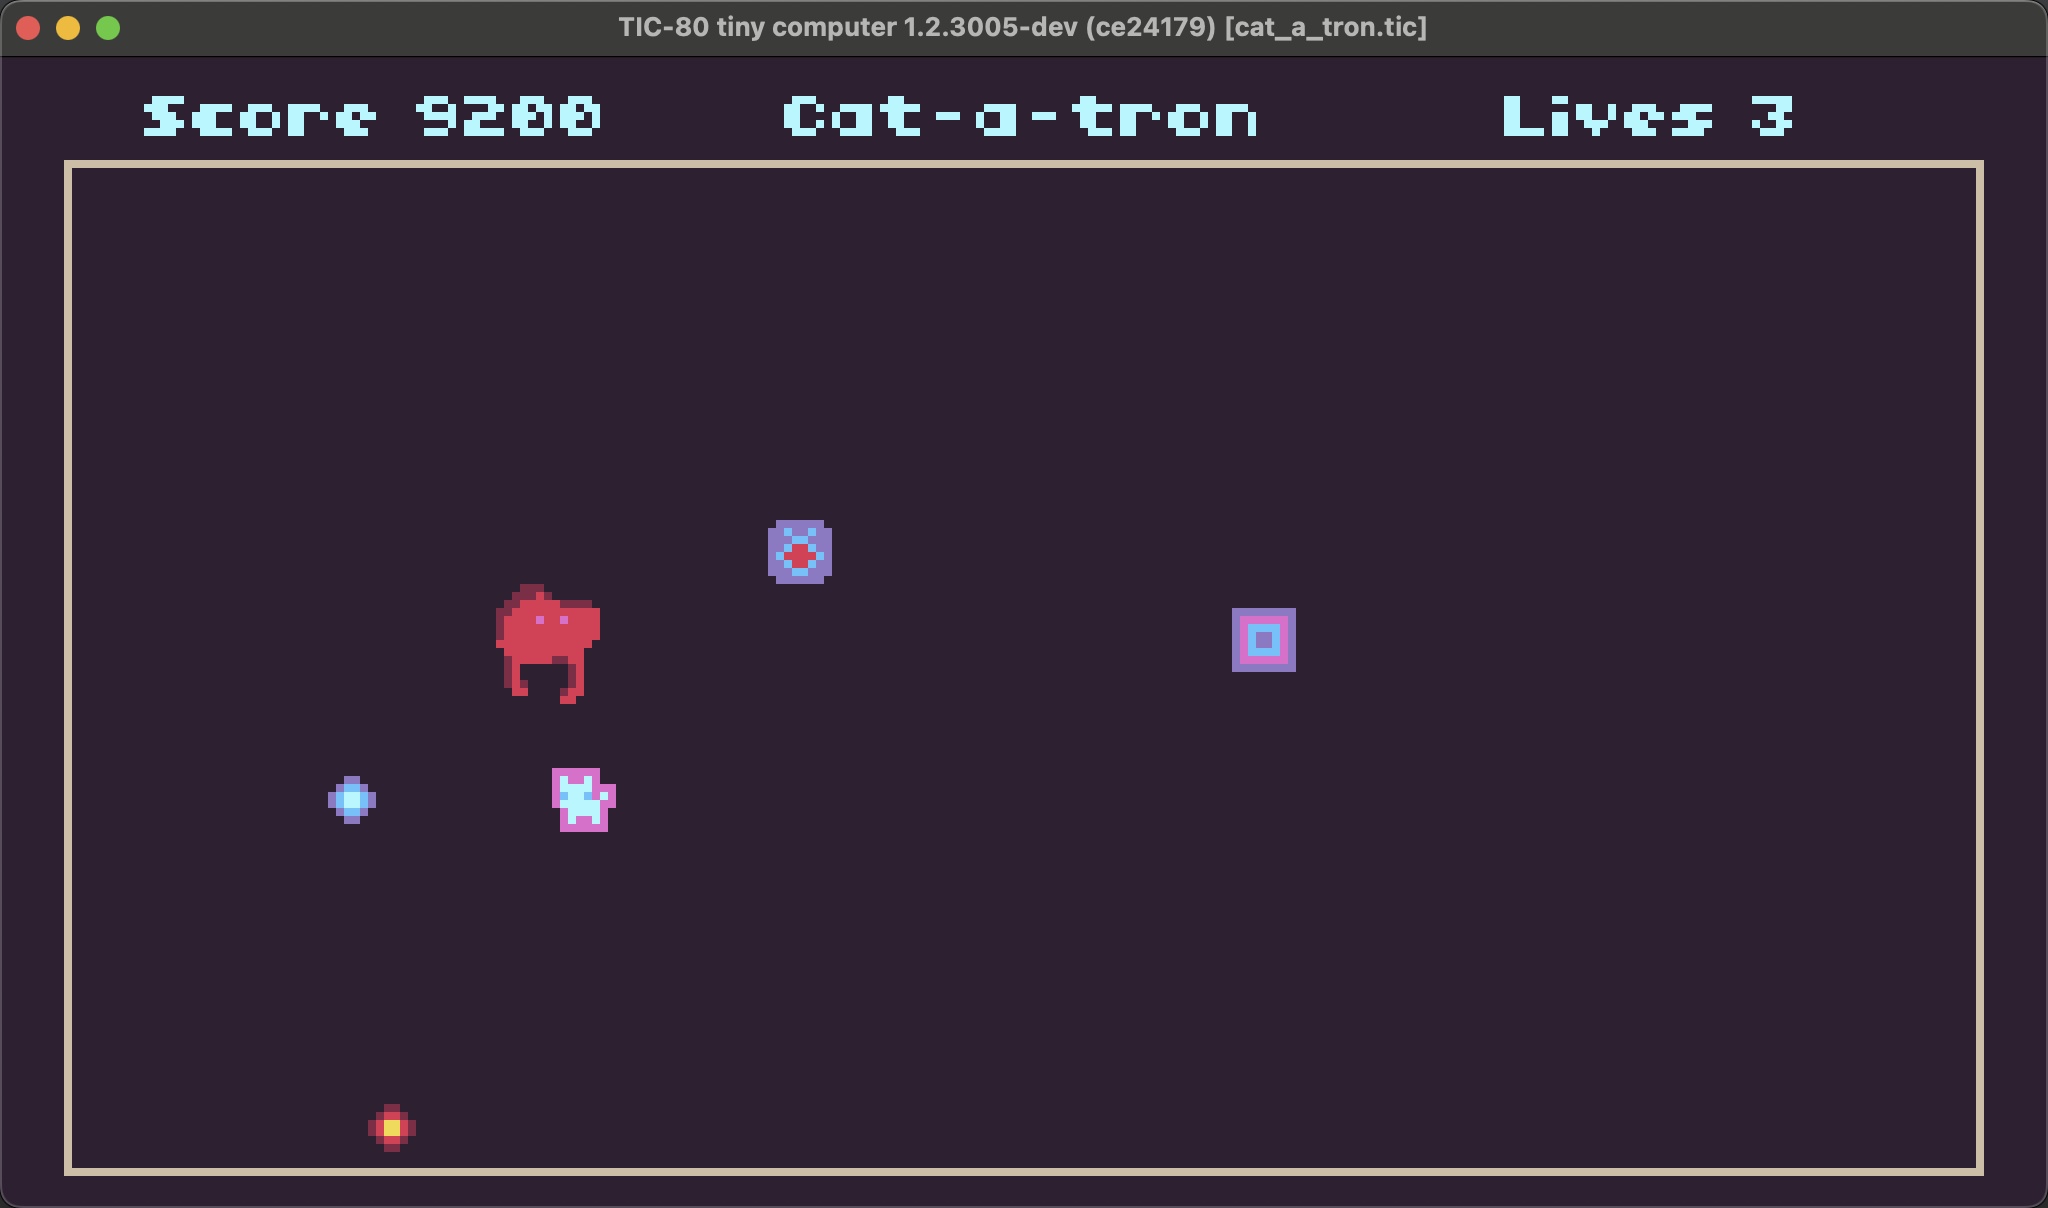 TIC-80 tiny computer 1.2.3005-dev (ce24179) [cat_a_tron.tic]
Score 9200 Cat-a-tron Lives 3